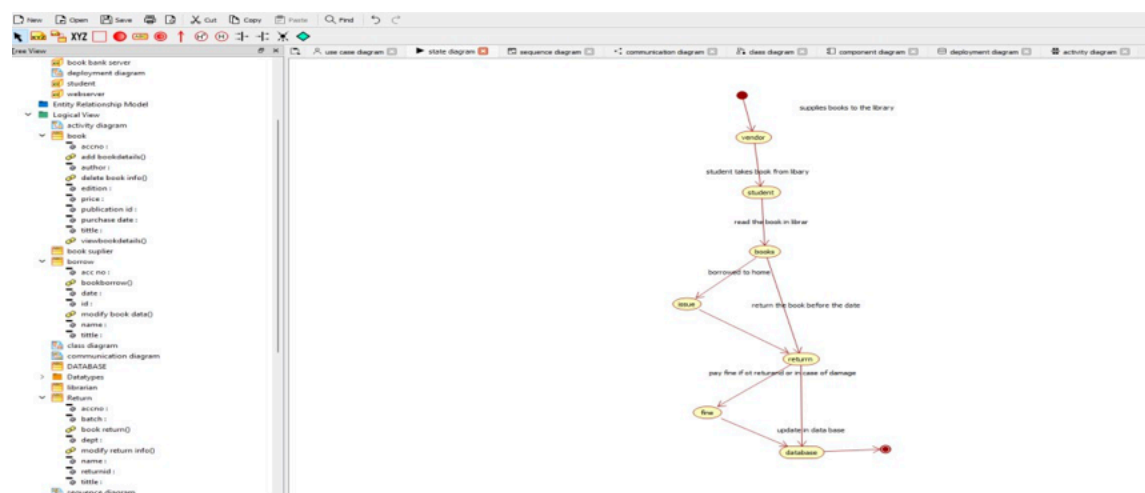 New Open Save Cut Copy Paste Find
XYZ
Tree View
use case diagram state diagram sequence diagram communication diagram class diagram component diagram deployment diagram activity diagram
book bank server
deployment diagram
student
webserver
Entity Relationship Model
Logical View
activity diagram
book
accno :
add bookdetails()
author :
delete book info()
edition :
price :
publication id :
purchase date :
tittle :
viewbookdetails()
book suplier
borrow
acc no :
bookborrow()
date :
id :
modify book data()
name :
tittle :
class diagram
communication diagram
DATABASE
Datatypes
librarian
Return
accno :
batch :
book return()
dept :
modify return info()
name :
returnid :
tittle :
sequence diagram
supplies books to the library
vendor
student takes book from libary
student
read the book in librar
books
borrowed to home
issue
return the book before the date
return
pay fine if ot returend or in case of damage
fine
update in data base
database